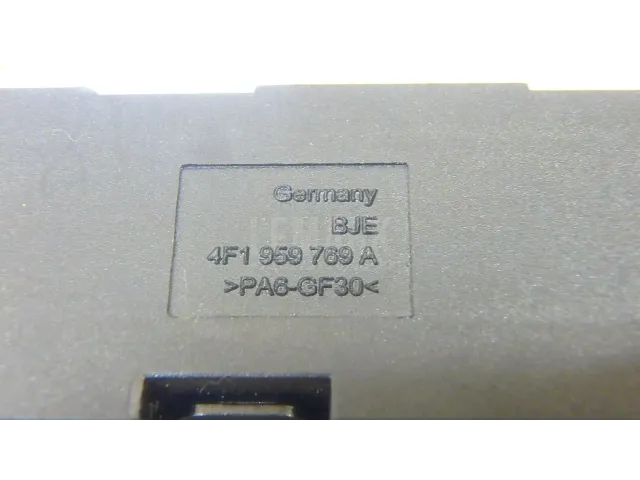 Germany
BJE
4F1 959 769 A
>PA6-GF30<